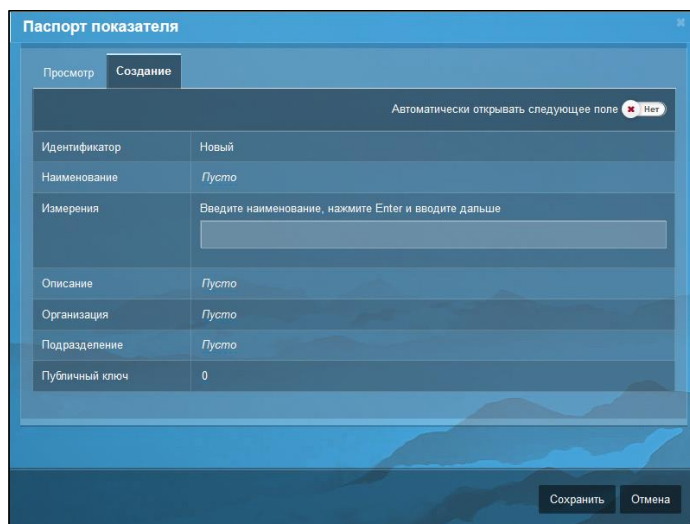 Паспорт показателя
Просмотр Создание
Автоматически открывать следующее поле Нет
Идентификатор Новый
Наименование Пусто
Измерения Введите наименование, нажмите Enter и вводите дальше
Описание Пусто
Организация Пусто
Подразделение Пусто
Публичный ключ 0
Сохранить Отмена